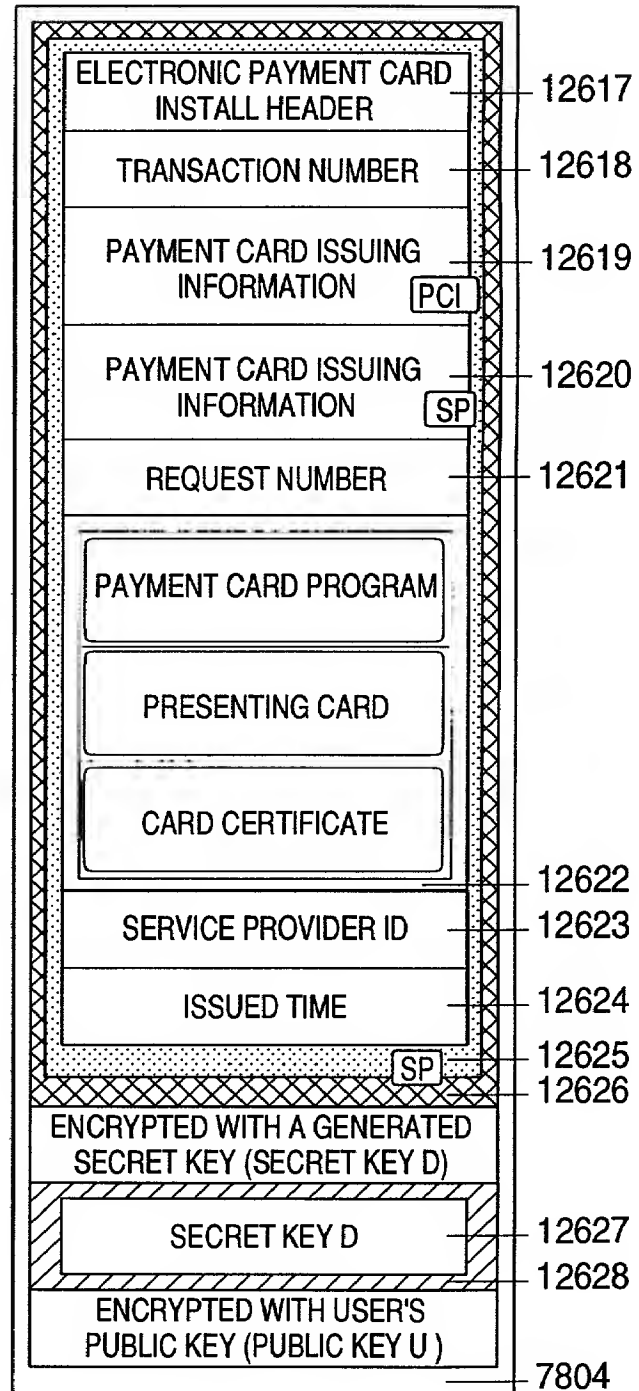 ELECTRONIC PAYMENT CARD
INSTALL HEADER
12617
TRANSACTION NUMBER
12618
PAYMENT CARD ISSUING
INFORMATION
PCI
12619
PAYMENT CARD ISSUING
INFORMATION
SP
12620
REQUEST NUMBER
12621
PAYMENT CARD PROGRAM
PRESENTING CARD
CARD CERTIFICATE
12622
SERVICE PROVIDER ID
12623
ISSUED TIME
12624
SP
12625
12626
ENCRYPTED WITH A GENERATED
SECRET KEY (SECRET KEY D)
SECRET KEY D
12627
12628
ENCRYPTED WITH USER'S
PUBLIC KEY (PUBLIC KEY U )
7804